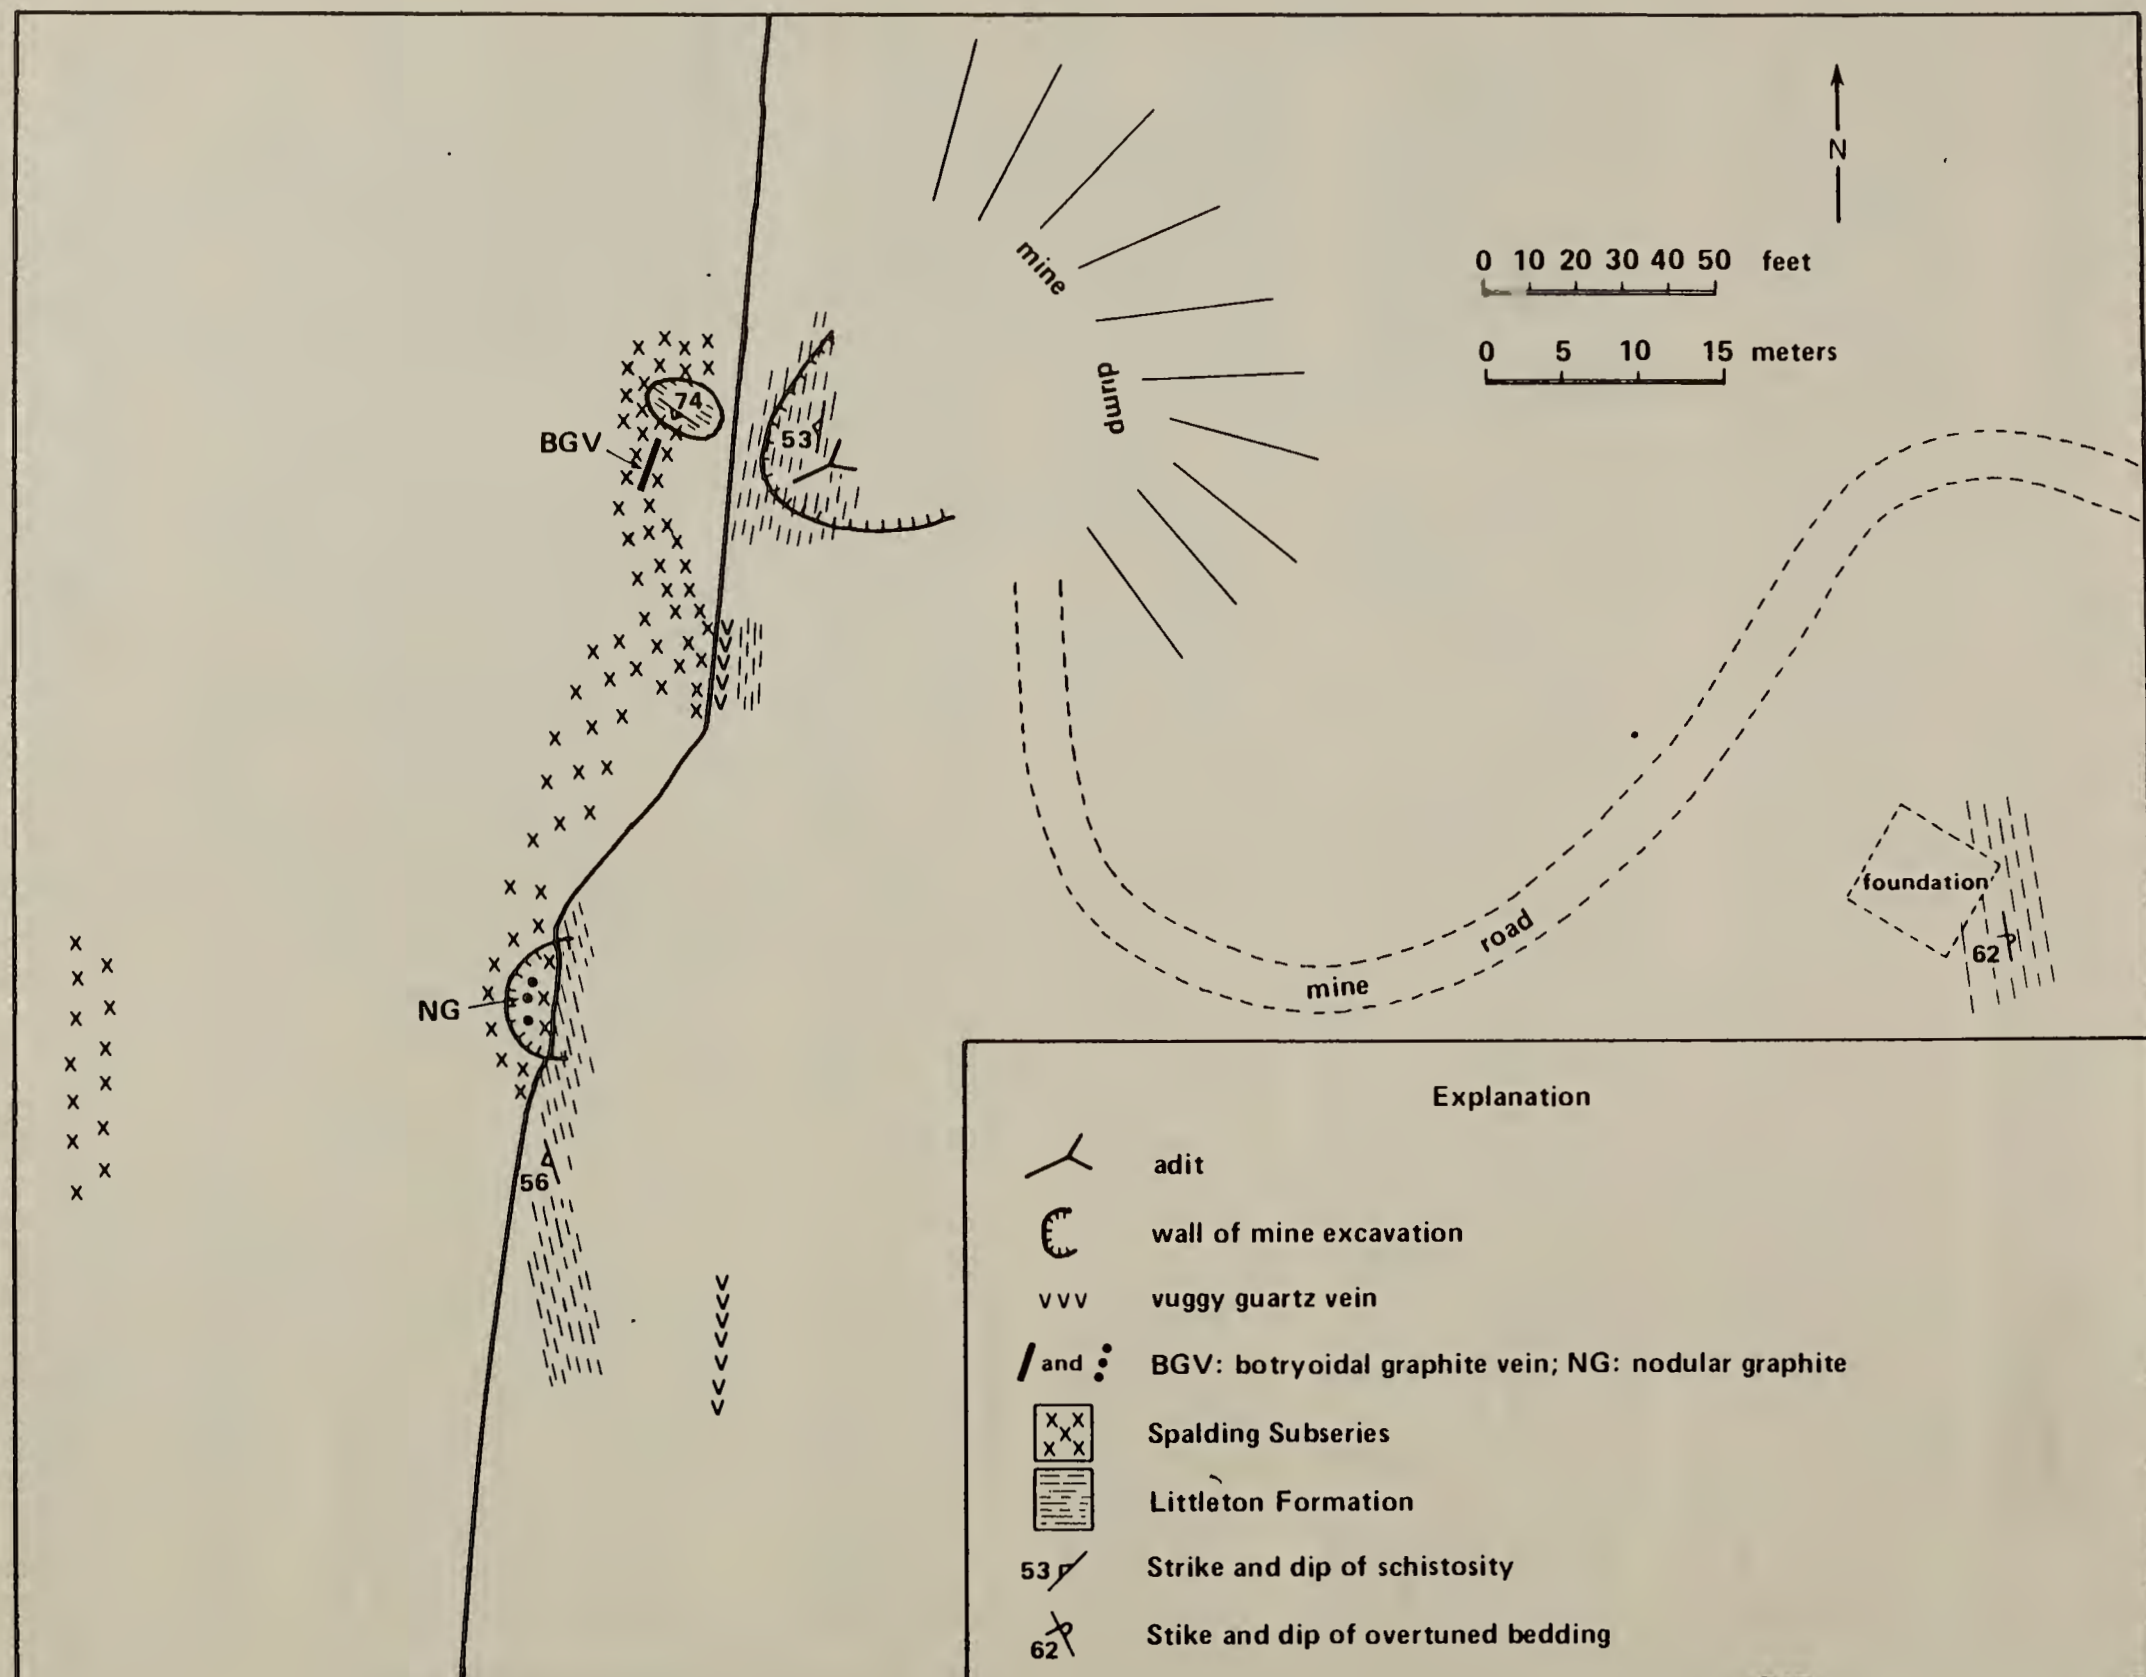 N
0 10 20 30 40 50 feet
0 5 10 15 meters
mine
dump
74
BGV
53
foundation
62
road
mine
NG
56
Explanation
adit
wall of mine excavation
vvv vuggy guartz vein
and BGV: botryoidal graphite vein; NG: nodular graphite
Spalding Subseries
Littleton Formation
53 Strike and dip of schistosity
62 Stike and dip of overtuned bedding